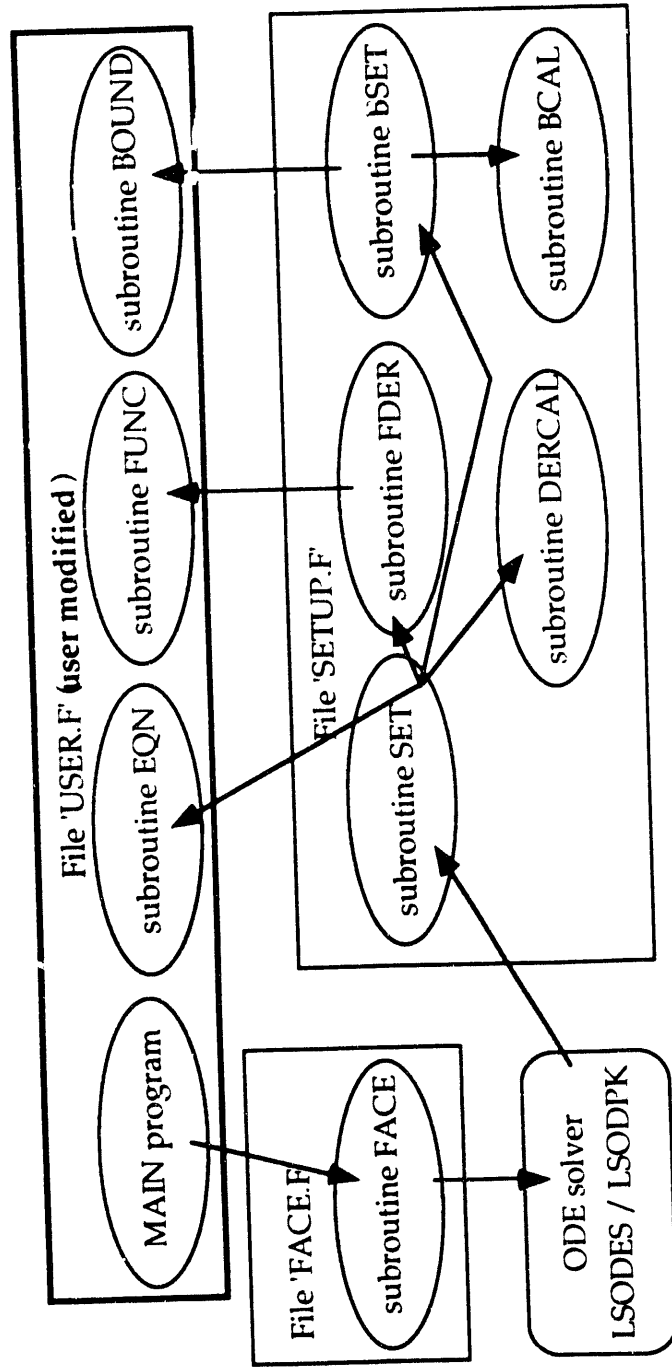 File 'USER.F' (user modified)
MAIN program
subroutine EQN
subroutine FUNC
subroutine BOUND
File 'FACE.F
subroutine FACE
File 'SETUP.F'
subroutine SET
subroutine FDER
subroutine bSET
subroutine DERCAL
subroutine BCAL
ODE solver
LSODES / LSODPK